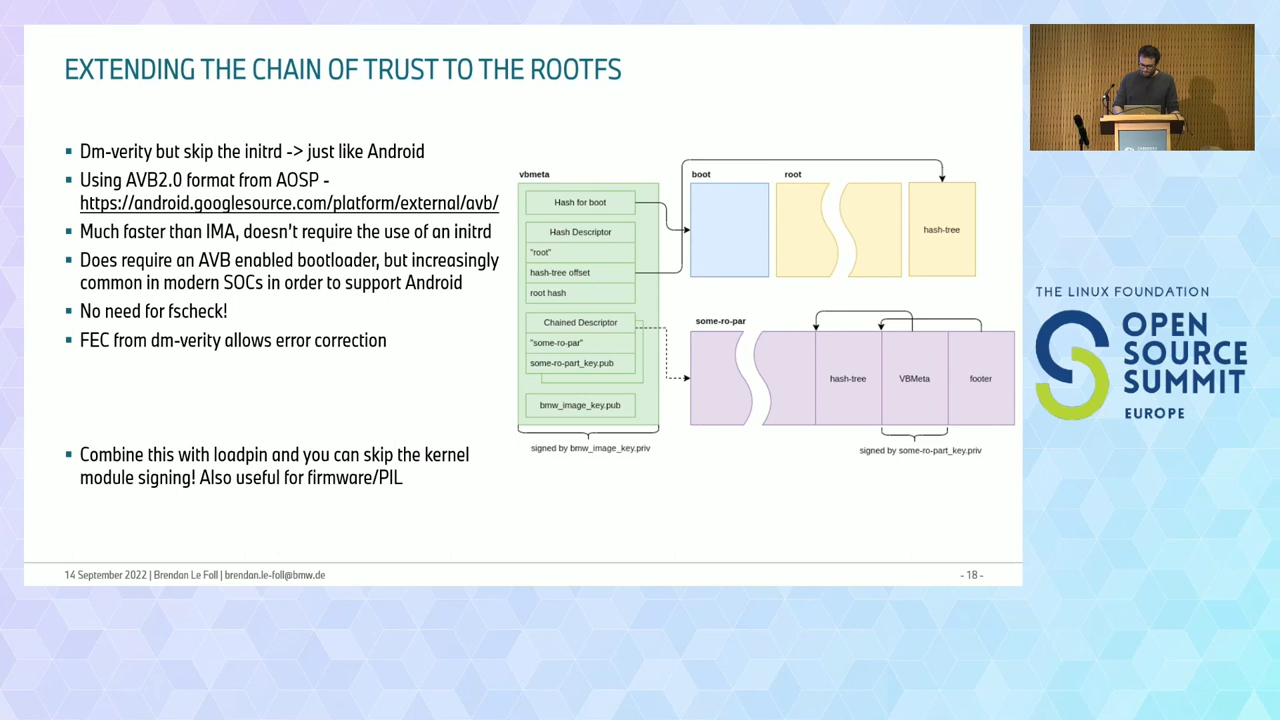 EXTENDING THE CHAIN OF TRUST TO THE ROOTFS
Dm-verity but skip the initrd -> just like Android
Using AVB2.0 format from AOSP -
https://android.googlesource.com/platform/external/avb/
Much faster than IMA, doesn't require the use of an initrd
Does require an AVB enabled bootloader, but increasingly
common in modern SOCs in order to support Android
No need for fscheck!
FEC from dm-verity allows error correction
Combine this with loadpin and you can skip the kernel
module signing! Also useful for firmware/PIL
vbmeta
Hash for boot
Hash Descriptor
"root"
hash-tree offset
root hash
Chained Descriptor
"some-ro-par"
some-ro-part_key.pub
bmw_image_key.pub
signed by bmw_image_key.priv
boot
root
hash-tree
some-ro-par
hash-tree
VBMeta
footer
signed by some-ro-part_key.priv
14 September 2022 | Brendan Le Foll | brendan.le-foll@bmw.de
- 18 -
THE LINUX FOUNDATION
OPEN
SOURCE
SUMMIT
EUROPE